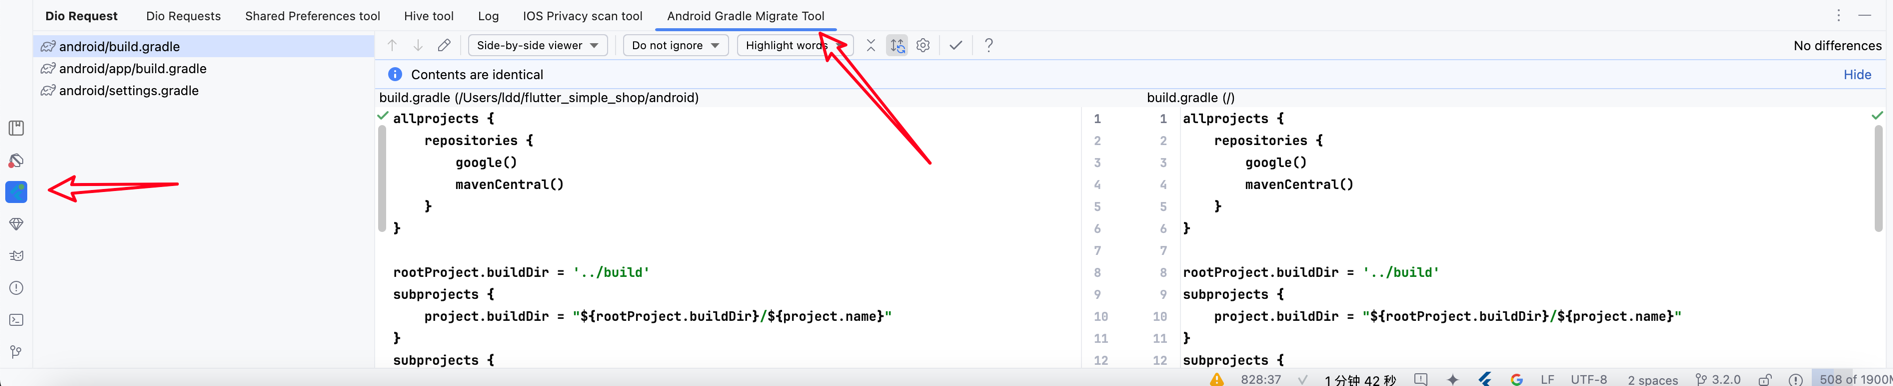 Dio Request Dio Requests Shared Preferences tool Hive tool Log IOS Privacy scan tool Android Gradle Migrate Tool
android/build.gradle
android/app/build.gradle
android/settings.gradle
Side-by-side viewer Do not ignore Highlight words ? No differences
Contents are identical Hide
build.gradle (/Users/ldd/flutter_simple_shop/android) build.gradle (/)
allprojects { 1 1 allprojects {
repositories { 2 2 repositories {
google() 3 3 google()
mavenCentral() 4 4 mavenCentral()
} 5 5 }
} 6 6 }
7 7
rootProject.buildDir = '../build' 8 8 rootProject.buildDir = '../build'
subprojects { 9 9 subprojects {
project.buildDir = "${rootProject.buildDir}/${project.name}" 10 10 project.buildDir = "${rootProject.buildDir}/${project.name}"
} 11 11 }
subprojects { 12 12 subprojects {
828:37 1 分钟 42 秒 LF UTF-8 2 spaces 3.2.0 508 of 1900M